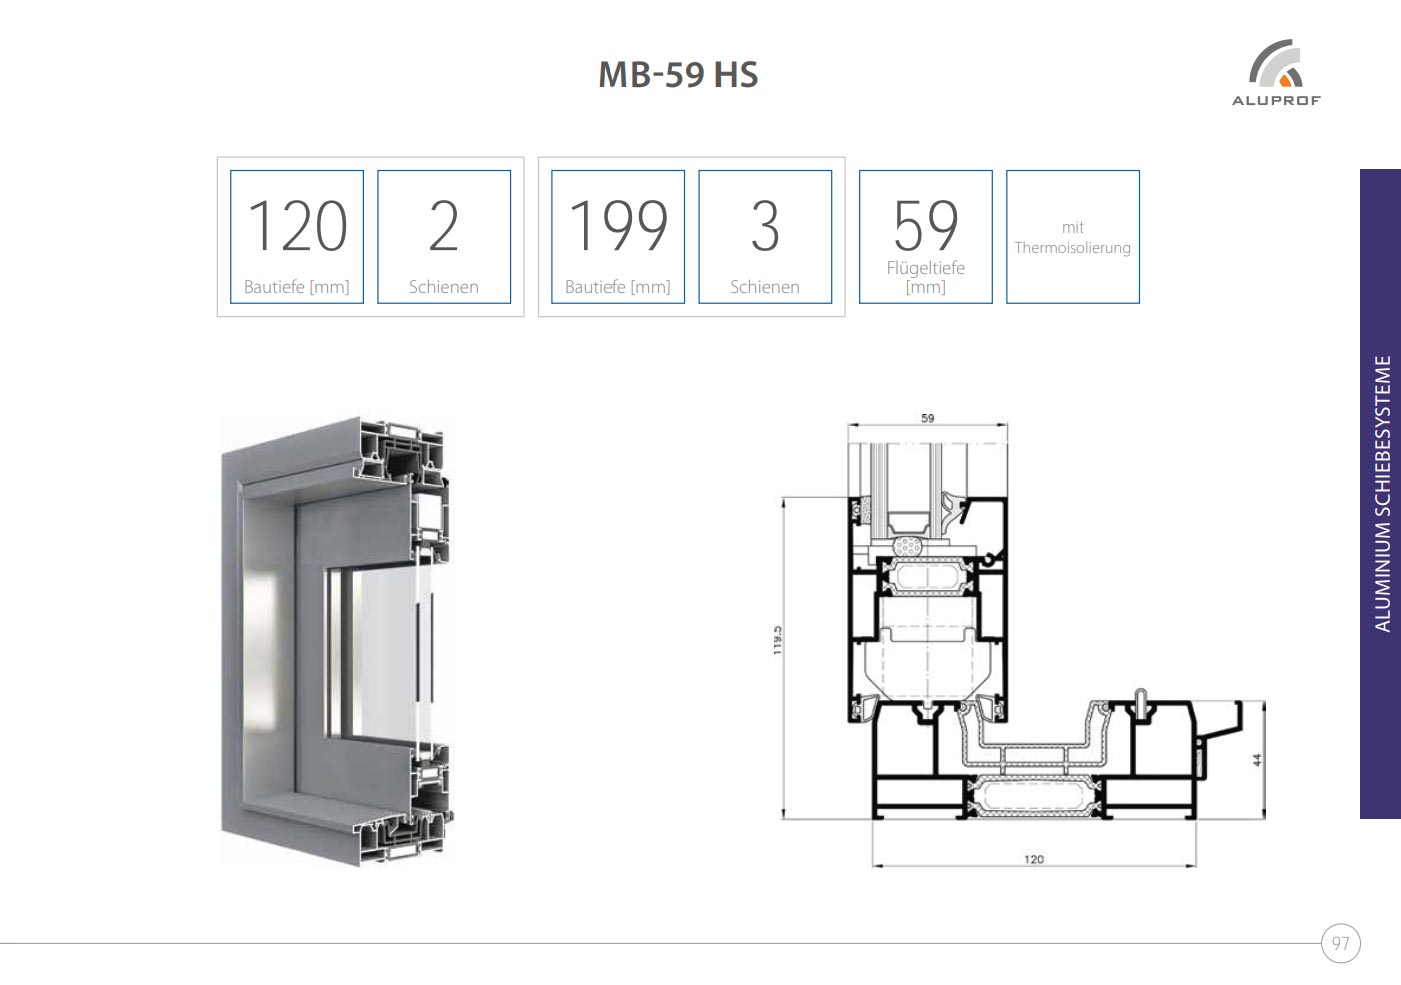 MB-59 HS
ALUPROF
120
Bautiefe [mm]
2
Schienen
199
Bautiefe [mm]
3
Schienen
59
Flügeltiefe
[mm]
mit
Thermoisolierung
ALUMINIUM SCHIEBESYSTEME
59
119,5
44
120
97